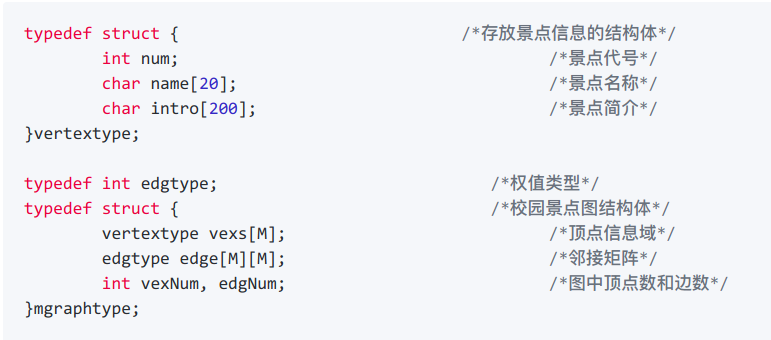 typedef struct { /*存放景点信息的结构体*/
int num; /*景点代号*/
char name[20]; /*景点名称*/
char intro[200]; /*景点简介*/
}vertextype;
typedef int edgtype; /*权值类型*/
typedef struct { /*校园景点图结构体*/
vertextype vexs[M]; /*顶点信息域*/
edgtype edge[M][M]; /*邻接矩阵*/
int vexNum, edgNum; /*图中顶点数和边数*/
}mgraphtype;